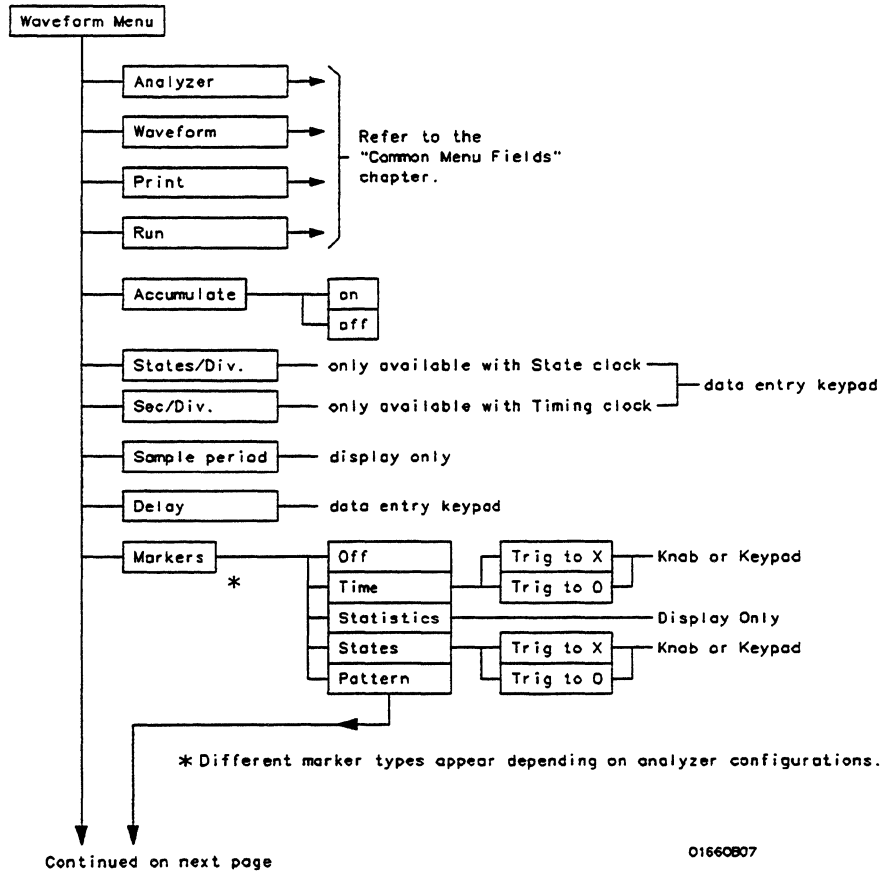 Waveform Menu
Analyzer
Waveform
Print
Run
Refer to the
"Common Menu Fields"
chapter.
Accumulate
on
off
States/Div. only available with State clock
Sec/Div. only available with Timing clock
data entry keypad
Sample period display only
Delay data entry keypad
Markers
*
Off
Time
Statistics
States
Pattern
Trig to X
Trig to O
Knob or Keypad
Display Only
Trig to X
Trig to O
Knob or Keypad
* Different marker types appear depending on analyzer configurations.
Continued on next page
01660B07